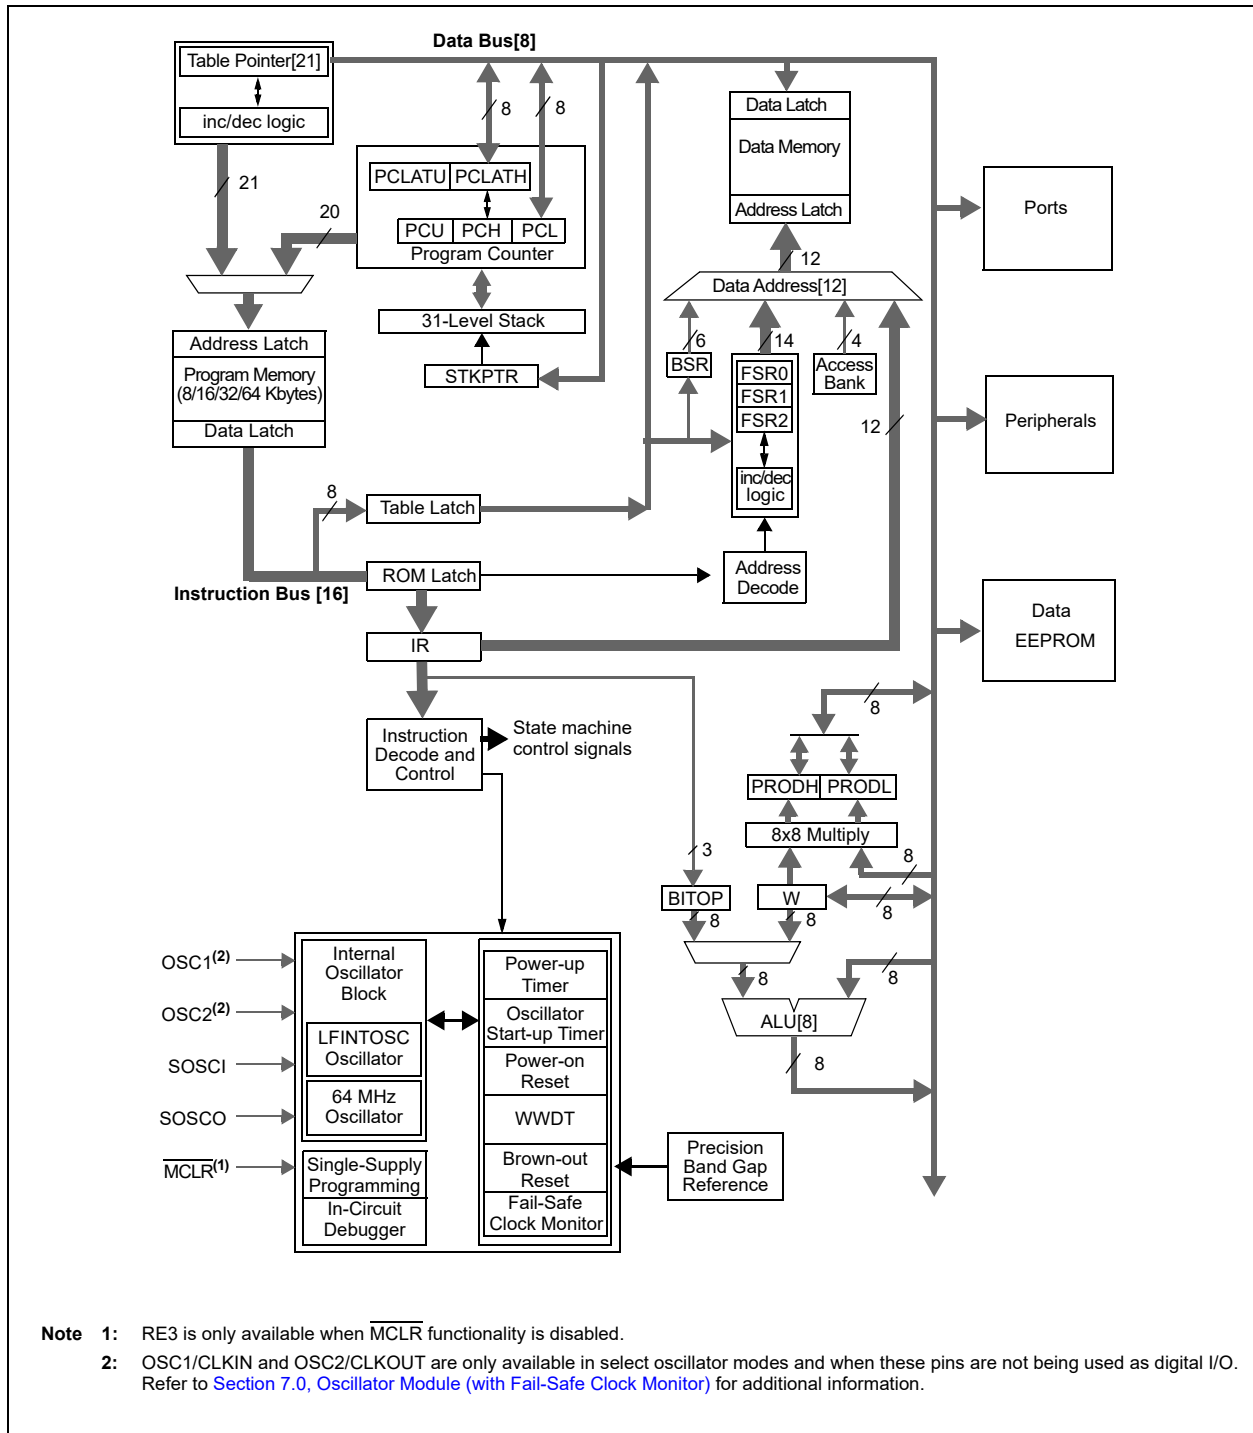 Data Bus[8]
Table Pointer[21]
inc/dec logic
21
20
8
8
PCLATU PCLATH
PCU PCH PCL
Program Counter
31-Level Stack
STKPTR
Address Latch
Program Memory
(8/16/32/64 Kbytes)
Data Latch
Data Latch
Data Memory
Address Latch
12
Data Address[12]
6
14
4
BSR
FSR0
FSR1
FSR2
inc/dec
logic
Access
Bank
12
Ports
Peripherals
Data
EEPROM
8
Table Latch
ROM Latch
Instruction Bus [16]
Address
Decode
IR
Instruction
Decode and
Control
State machine
control signals
8
PRODH PRODL
8x8 Multiply
3
8
BITOP
W
8
8
8
8
8
ALU[8]
8
OSC1(2)
OSC2(2)
SOSCI
SOSCO
MCLR(1)
Internal
Oscillator
Block
LFINTOSC
Oscillator
64 MHz
Oscillator
Single-Supply
Programming
In-Circuit
Debugger
Power-up
Timer
Oscillator
Start-up Timer
Power-on
Reset
WWDT
Brown-out
Reset
Fail-Safe
Clock Monitor
Precision
Band Gap
Reference
Note 1: RE3 is only available when MCLR functionality is disabled.
2: OSC1/CLKIN and OSC2/CLKOUT are only available in select oscillator modes and when these pins are not being used as digital I/O.
Refer to Section 7.0, Oscillator Module (with Fail-Safe Clock Monitor) for additional information.